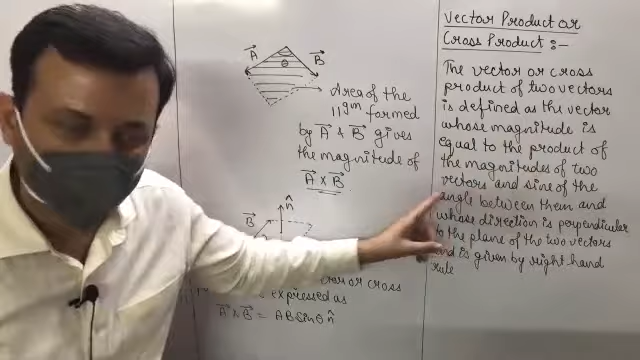 A B
θ
area of the
11gm formed
by A & B gives
the magnitude of
A × B
n̂
B
or or cross
expressed as
A × B = AB sinθ n̂
Vector Product or
Cross Product :-
The vector or cross
product of two vectors
is defined as the vector
whose magnitude is
equal to the product of
the magnitudes of two
vectors and sine of the
angle between them and
whose direction is perpendicular
to the plane of the two vectors
and is given by right hand
rule